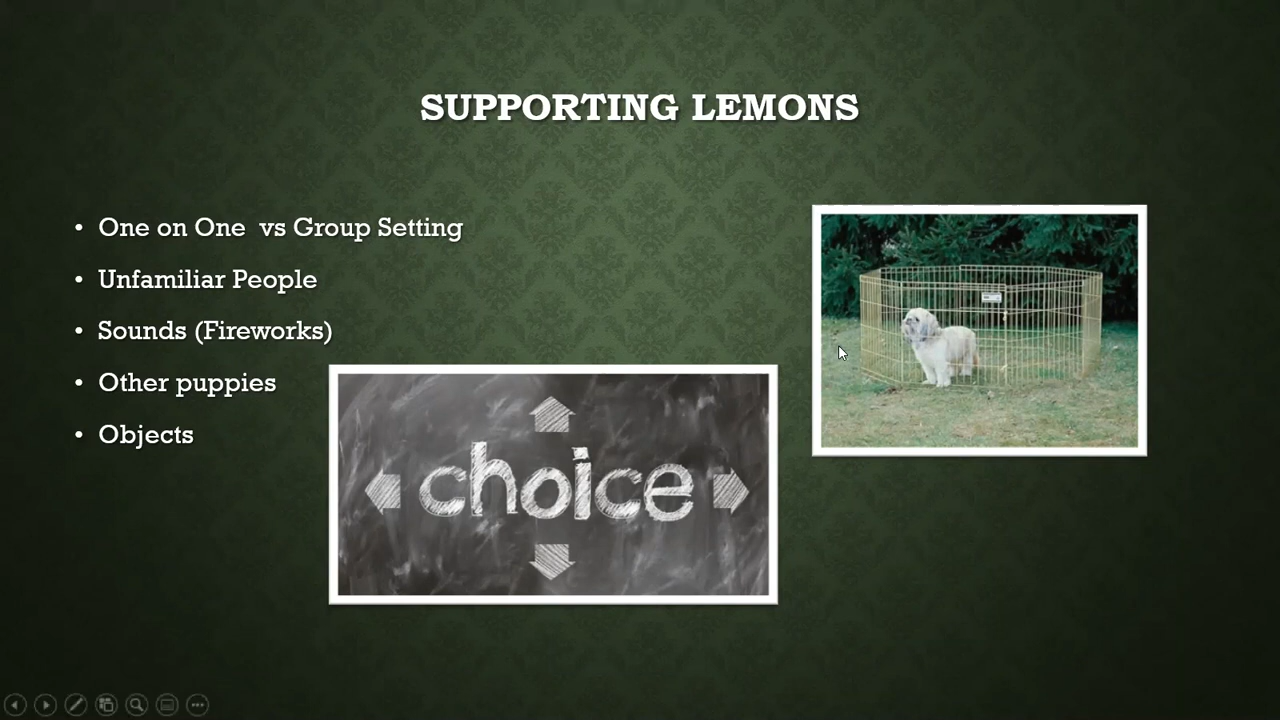 SUPPORTING LEMONS
• One on One  vs Group Setting
• Unfamiliar People
• Sounds (Fireworks)
• Other puppies
• Objects
choice